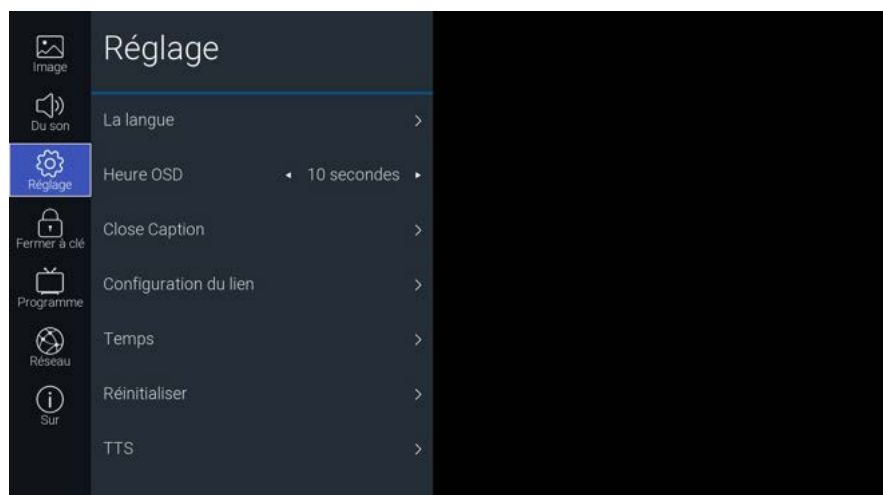 Image
Du son
Réglage
Fermer à clé
Programme
Réseau
Sur
Réglage
La langue
Heure OSD 10 secondes
Close Caption
Configuration du lien
Temps
Réinitialiser
TTS